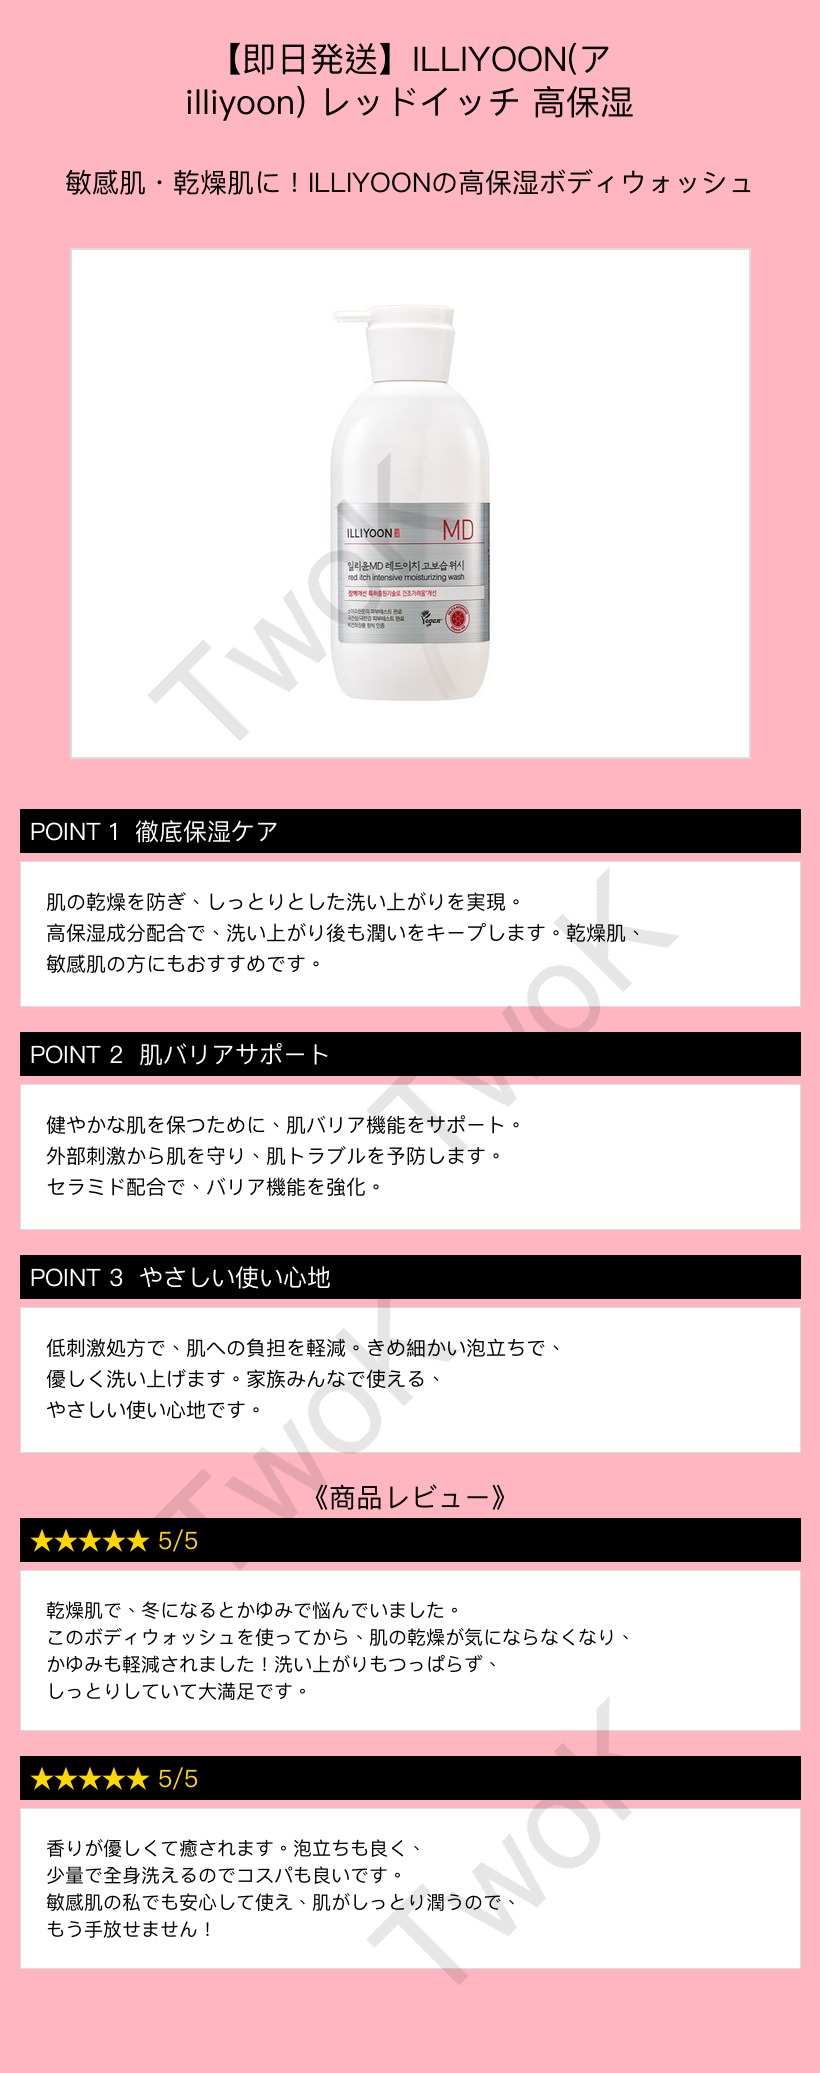 【即日発送】ILLIYOON(ア
illiyoon) レッドイッチ 高保湿
敏感肌・乾燥肌に！ILLIYOONの高保湿ボディウォッシュ
ILLIYOON
MD
일리윤MD 레드이치 고보습 워시
red itch intensive moisturizing wash
장벽개선 특허출원기술로 건조가려움 개선
Vegan
TwoK
POINT 1 徹底保湿ケア
肌の乾燥を防ぎ、しっとりとした洗い上がりを実現。
高保湿成分配合で、洗い上がり後も潤いをキープします。乾燥肌、
敏感肌の方にもおすすめです。
TwoK
POINT 2 肌バリアサポート
健やかな肌を保つために、肌バリア機能をサポート。
外部刺激から肌を守り、肌トラブルを予防します。
セラミド配合で、バリア機能を強化。
POINT 3 やさしい使い心地
低刺激処方で、肌への負担を軽減。きめ細かい泡立ちで、
優しく洗い上げます。家族みんなで使える、
やさしい使い心地です。
TwoK
《商品レビュー》
★★★★★ 5/5
乾燥肌で、冬になるとかゆみで悩んでいました。
このボディウォッシュを使ってから、肌の乾燥が気にならなくなり、
かゆみも軽減されました！洗い上がりもつっぱらず、
しっとりしていて大満足です。
★★★★★ 5/5
香りが優しくて癒されます。泡立ちも良く、
少量で全身洗えるのでコスパも良いです。
敏感肌の私でも安心して使え、肌がしっとり潤うので、
もう手放せません！
TwoK